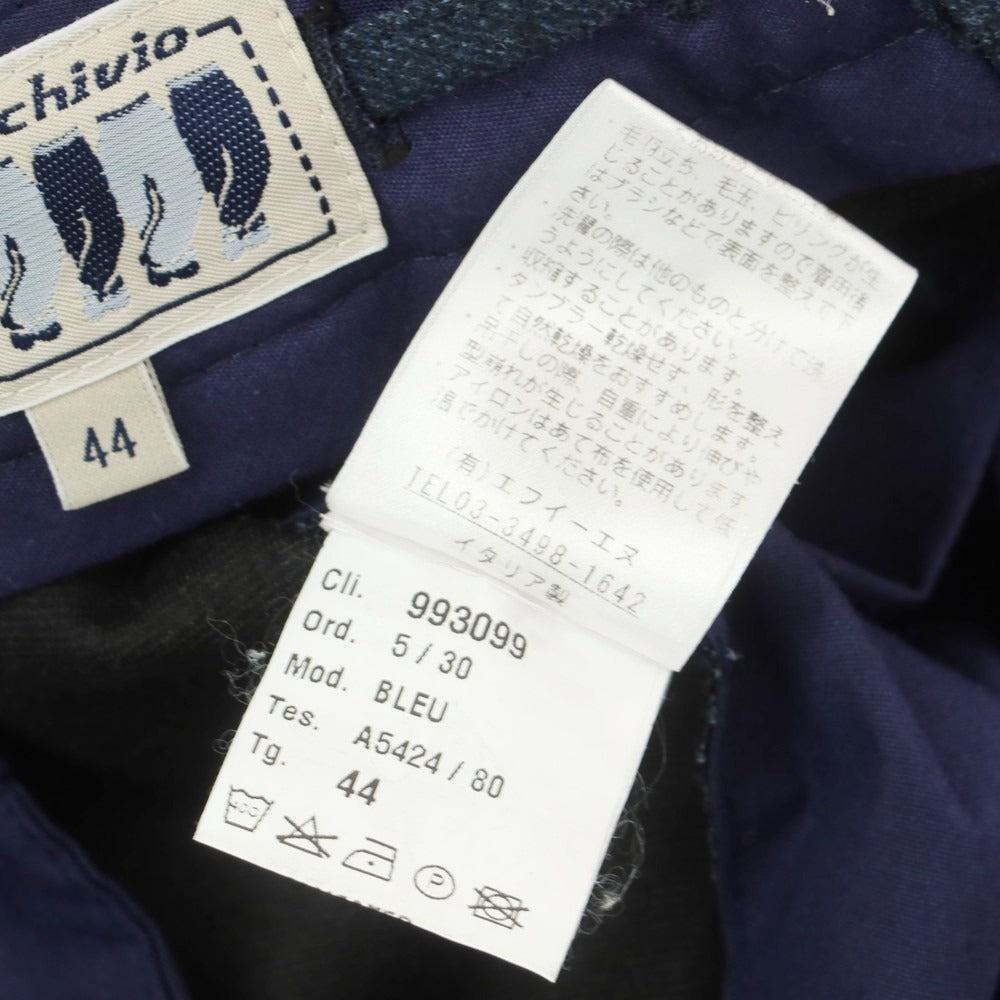 chivio
44
・毛羽立ち、毛玉、ピリングが生
じることがありますので着用後
はブラシなどで表面を整えて下
さい。
・洗濯の際は他のものと分けて洗
うようにしてください。
・収縮することがあります。
・タンブラー乾燥せず、形を整え
て自然乾燥をおすすめします。
・吊干しの際、自重により伸びや
型崩れが生じることがあります
・アイロンはあて布を使用して低
温でかけてください。
(有)エフィーエヌ
TEL03-3498-1642
イタリア製
Cli. 993099
Ord. 5 / 30
Mod. BLEU
Tes. A5424 / 80
Tg. 44
P